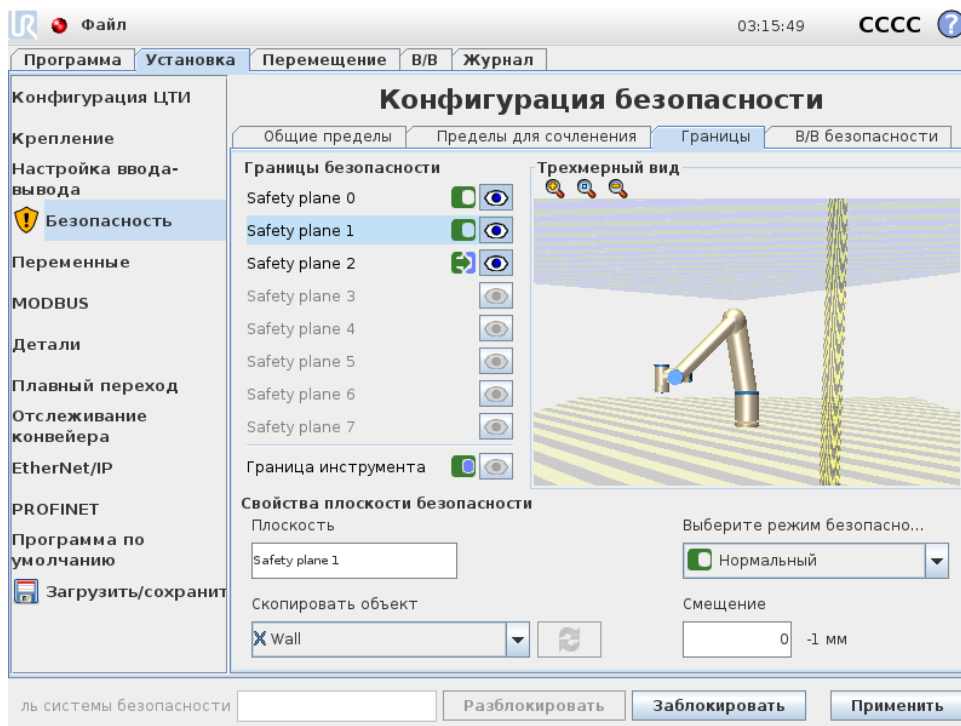 UR Файл 03:15:49 CCCC ?
Программа Установка Перемещение В/В Журнал
Конфигурация ЦТИ
Крепление
Настройка ввода-
вывода
Безопасность
Переменные
MODBUS
Детали
Плавный переход
Отслеживание
конвейера
EtherNet/IP
PROFINET
Программа по
умолчанию
Загрузить/сохранит
Конфигурация безопасности
Общие пределы Пределы для сочленения Границы В/В безопасности
Границы безопасности
Safety plane 0
Safety plane 1
Safety plane 2
Safety plane 3
Safety plane 4
Safety plane 5
Safety plane 6
Safety plane 7
Граница инструмента
Трехмерный вид
Свойства плоскости безопасности
Плоскость
Safety plane 1
Выберите режим безопасно...
Нормальный
Скопировать объект
Wall
Смещение
0 -1 мм
ль системы безопасности Разблокировать Заблокировать Применить